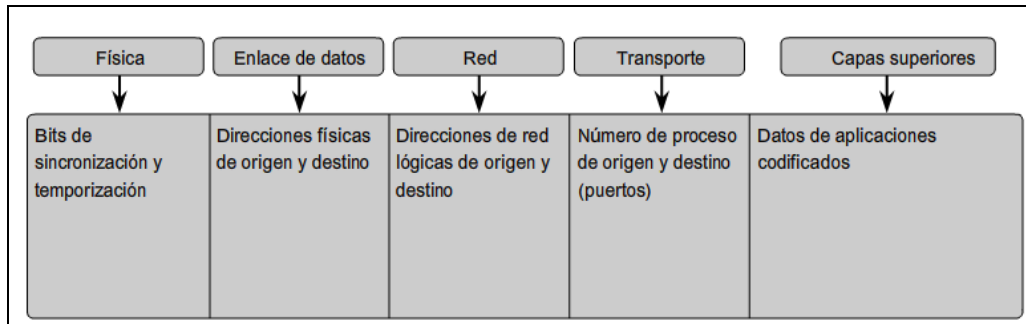 Física
Enlace de datos
Red
Transporte
Capas superiores
Bits de
sincronización y
temporización
Direcciones físicas
de origen y destino
Direcciones de red
lógicas de origen y
destino
Número de proceso
de origen y destino
(puertos)
Datos de aplicaciones
codificados